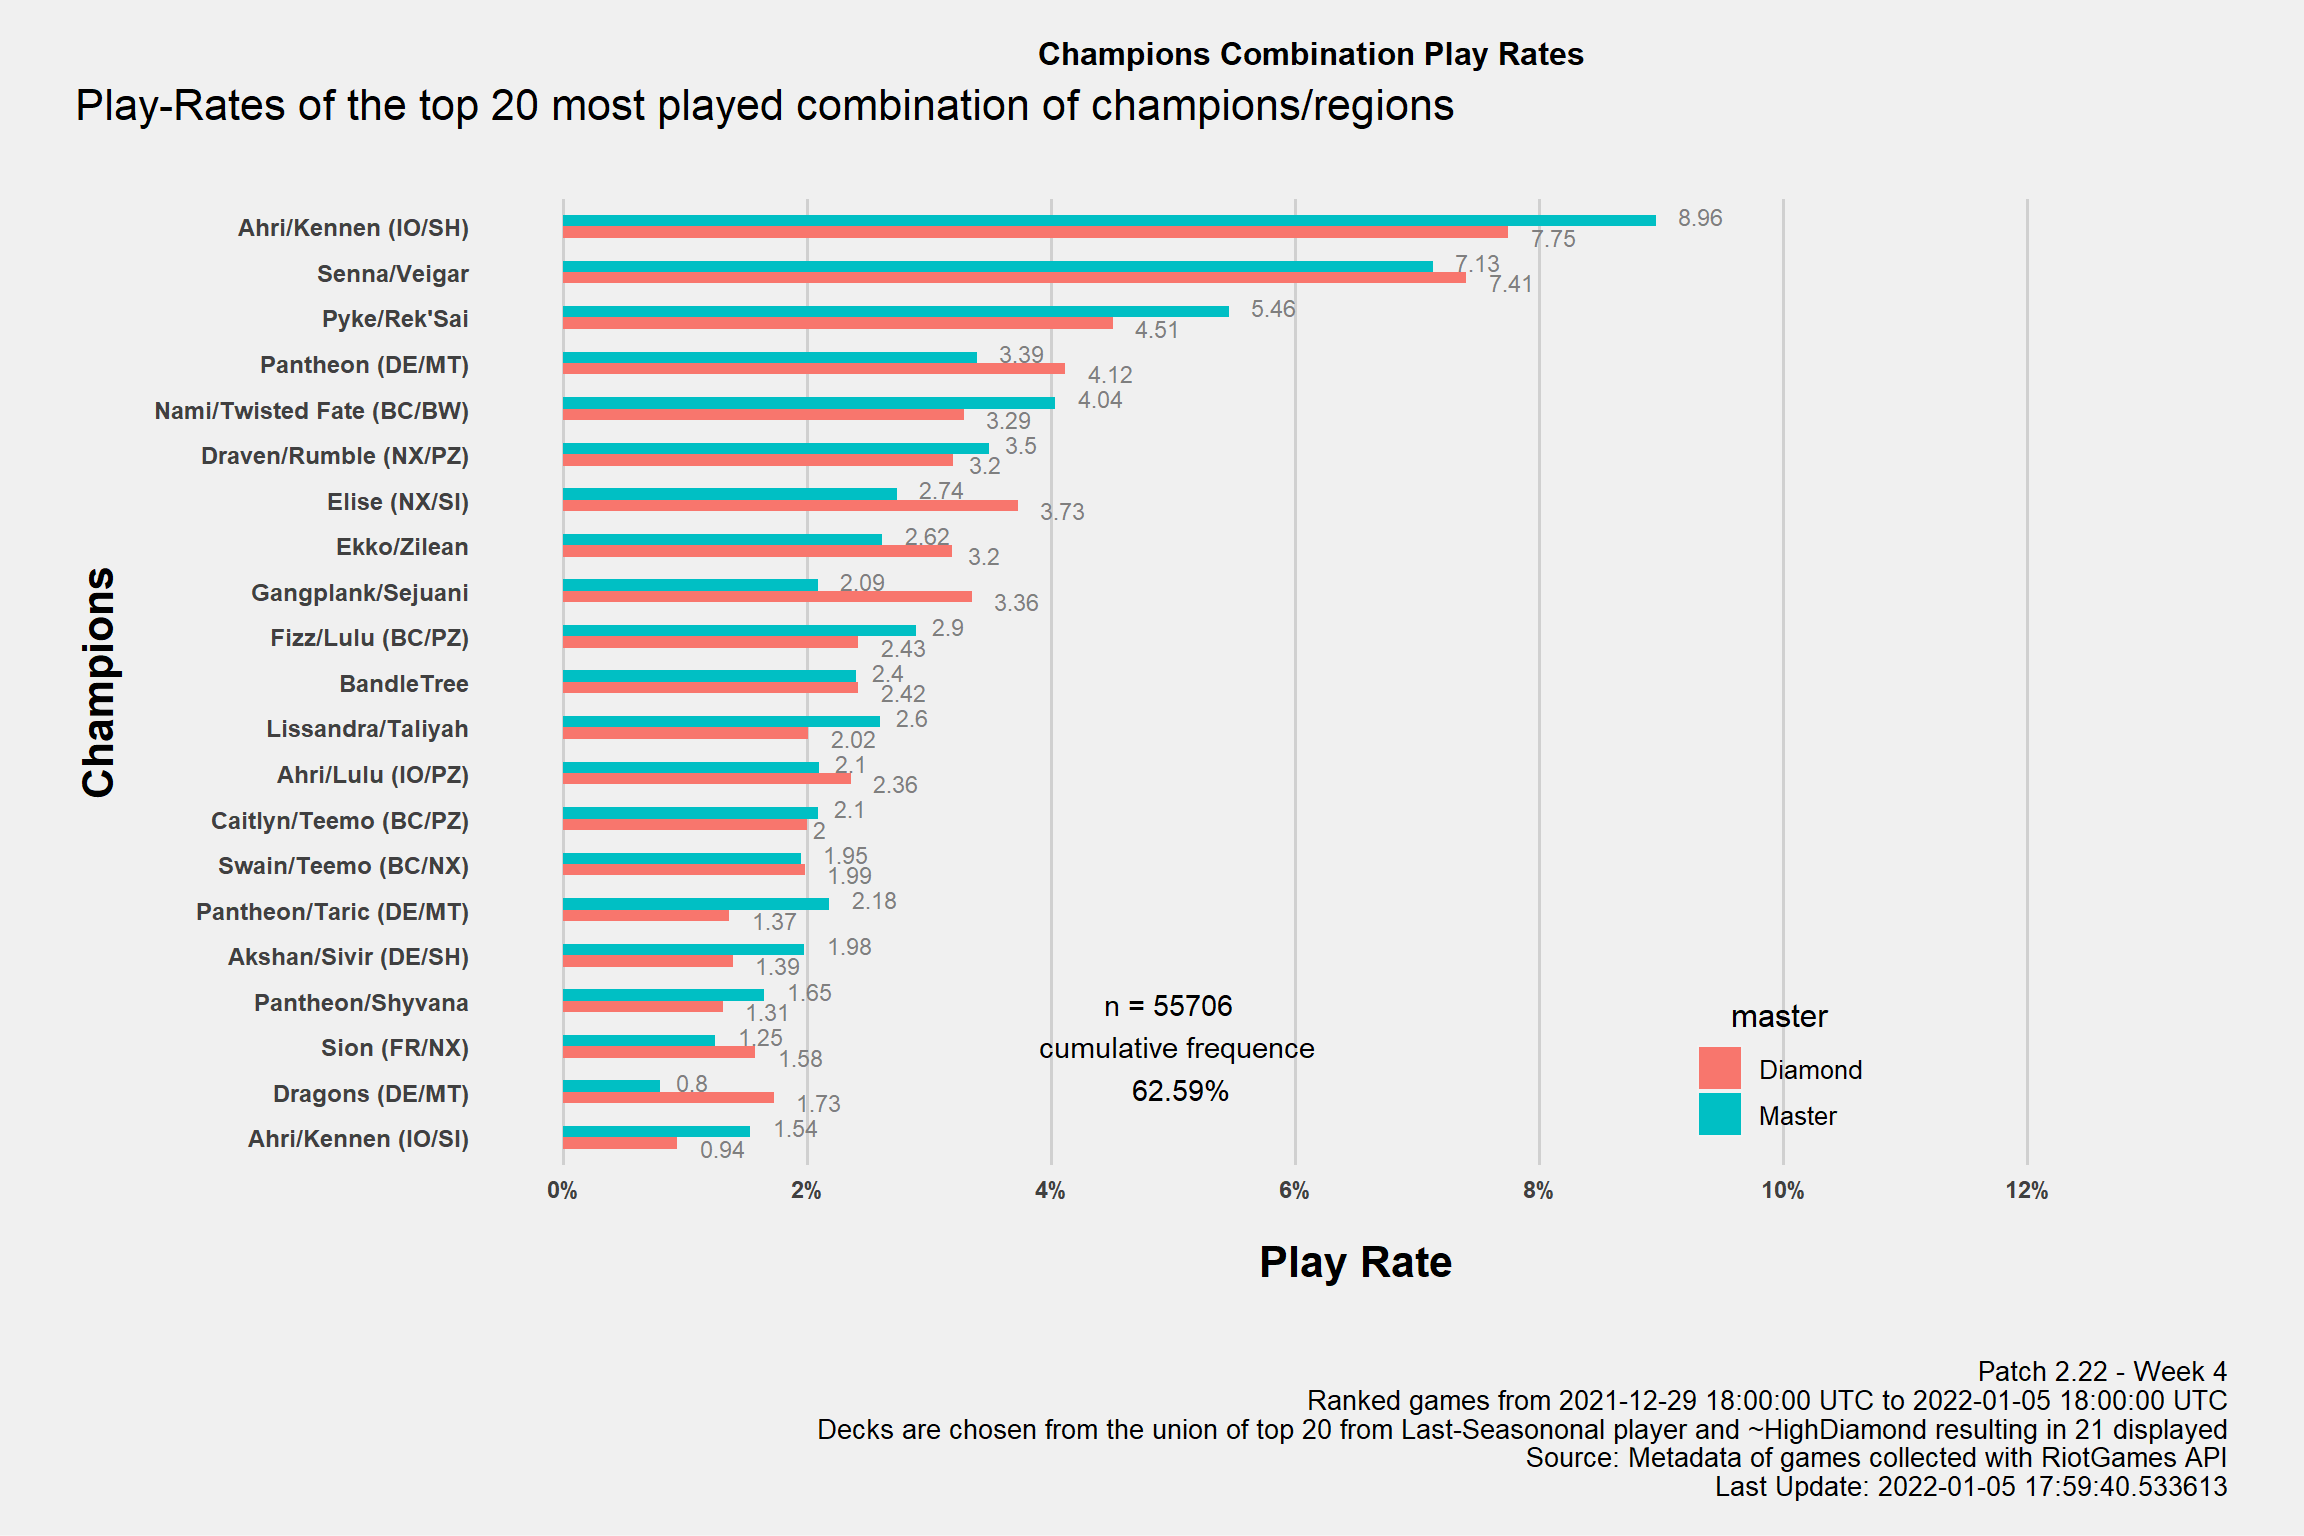 Champions Combination Play Rates
Play-Rates of the top 20 most played combination of champions/regions
Champions
Ahri/Kennen (IO/SH) 8.96
7.75
Senna/Veigar 7.13
7.41
Pyke/Rek'Sai 5.46
4.51
Pantheon (DE/MT) 3.39
4.12
Nami/Twisted Fate (BC/BW) 4.04
3.29
Draven/Rumble (NX/PZ) 3.5
3.2
Elise (NX/SI) 2.74
3.73
Ekko/Zilean 2.62
3.2
Gangplank/Sejuani 2.09
3.36
Fizz/Lulu (BC/PZ) 2.9
2.43
BandleTree 2.4
2.42
Lissandra/Taliyah 2.6
2.02
Ahri/Lulu (IO/PZ) 2.1
2.36
Caitlyn/Teemo (BC/PZ) 2.1
2
Swain/Teemo (BC/NX) 1.95
1.99
Pantheon/Taric (DE/MT) 2.18
1.37
Akshan/Sivir (DE/SH) 1.98
1.39
Pantheon/Shyvana 1.65
1.31
Sion (FR/NX) 1.25
1.58
Dragons (DE/MT) 0.8
1.73
Ahri/Kennen (IO/SI) 1.54
0.94
n = 55706
cumulative frequence
62.59%
master
Diamond
Master
0% 2% 4% 6% 8% 10% 12%
Play Rate
Patch 2.22 - Week 4
Ranked games from 2021-12-29 18:00:00 UTC to 2022-01-05 18:00:00 UTC
Decks are chosen from the union of top 20 from Last-Seasononal player and ~HighDiamond resulting in 21 displayed
Source: Metadata of games collected with RiotGames API
Last Update: 2022-01-05 17:59:40.533613